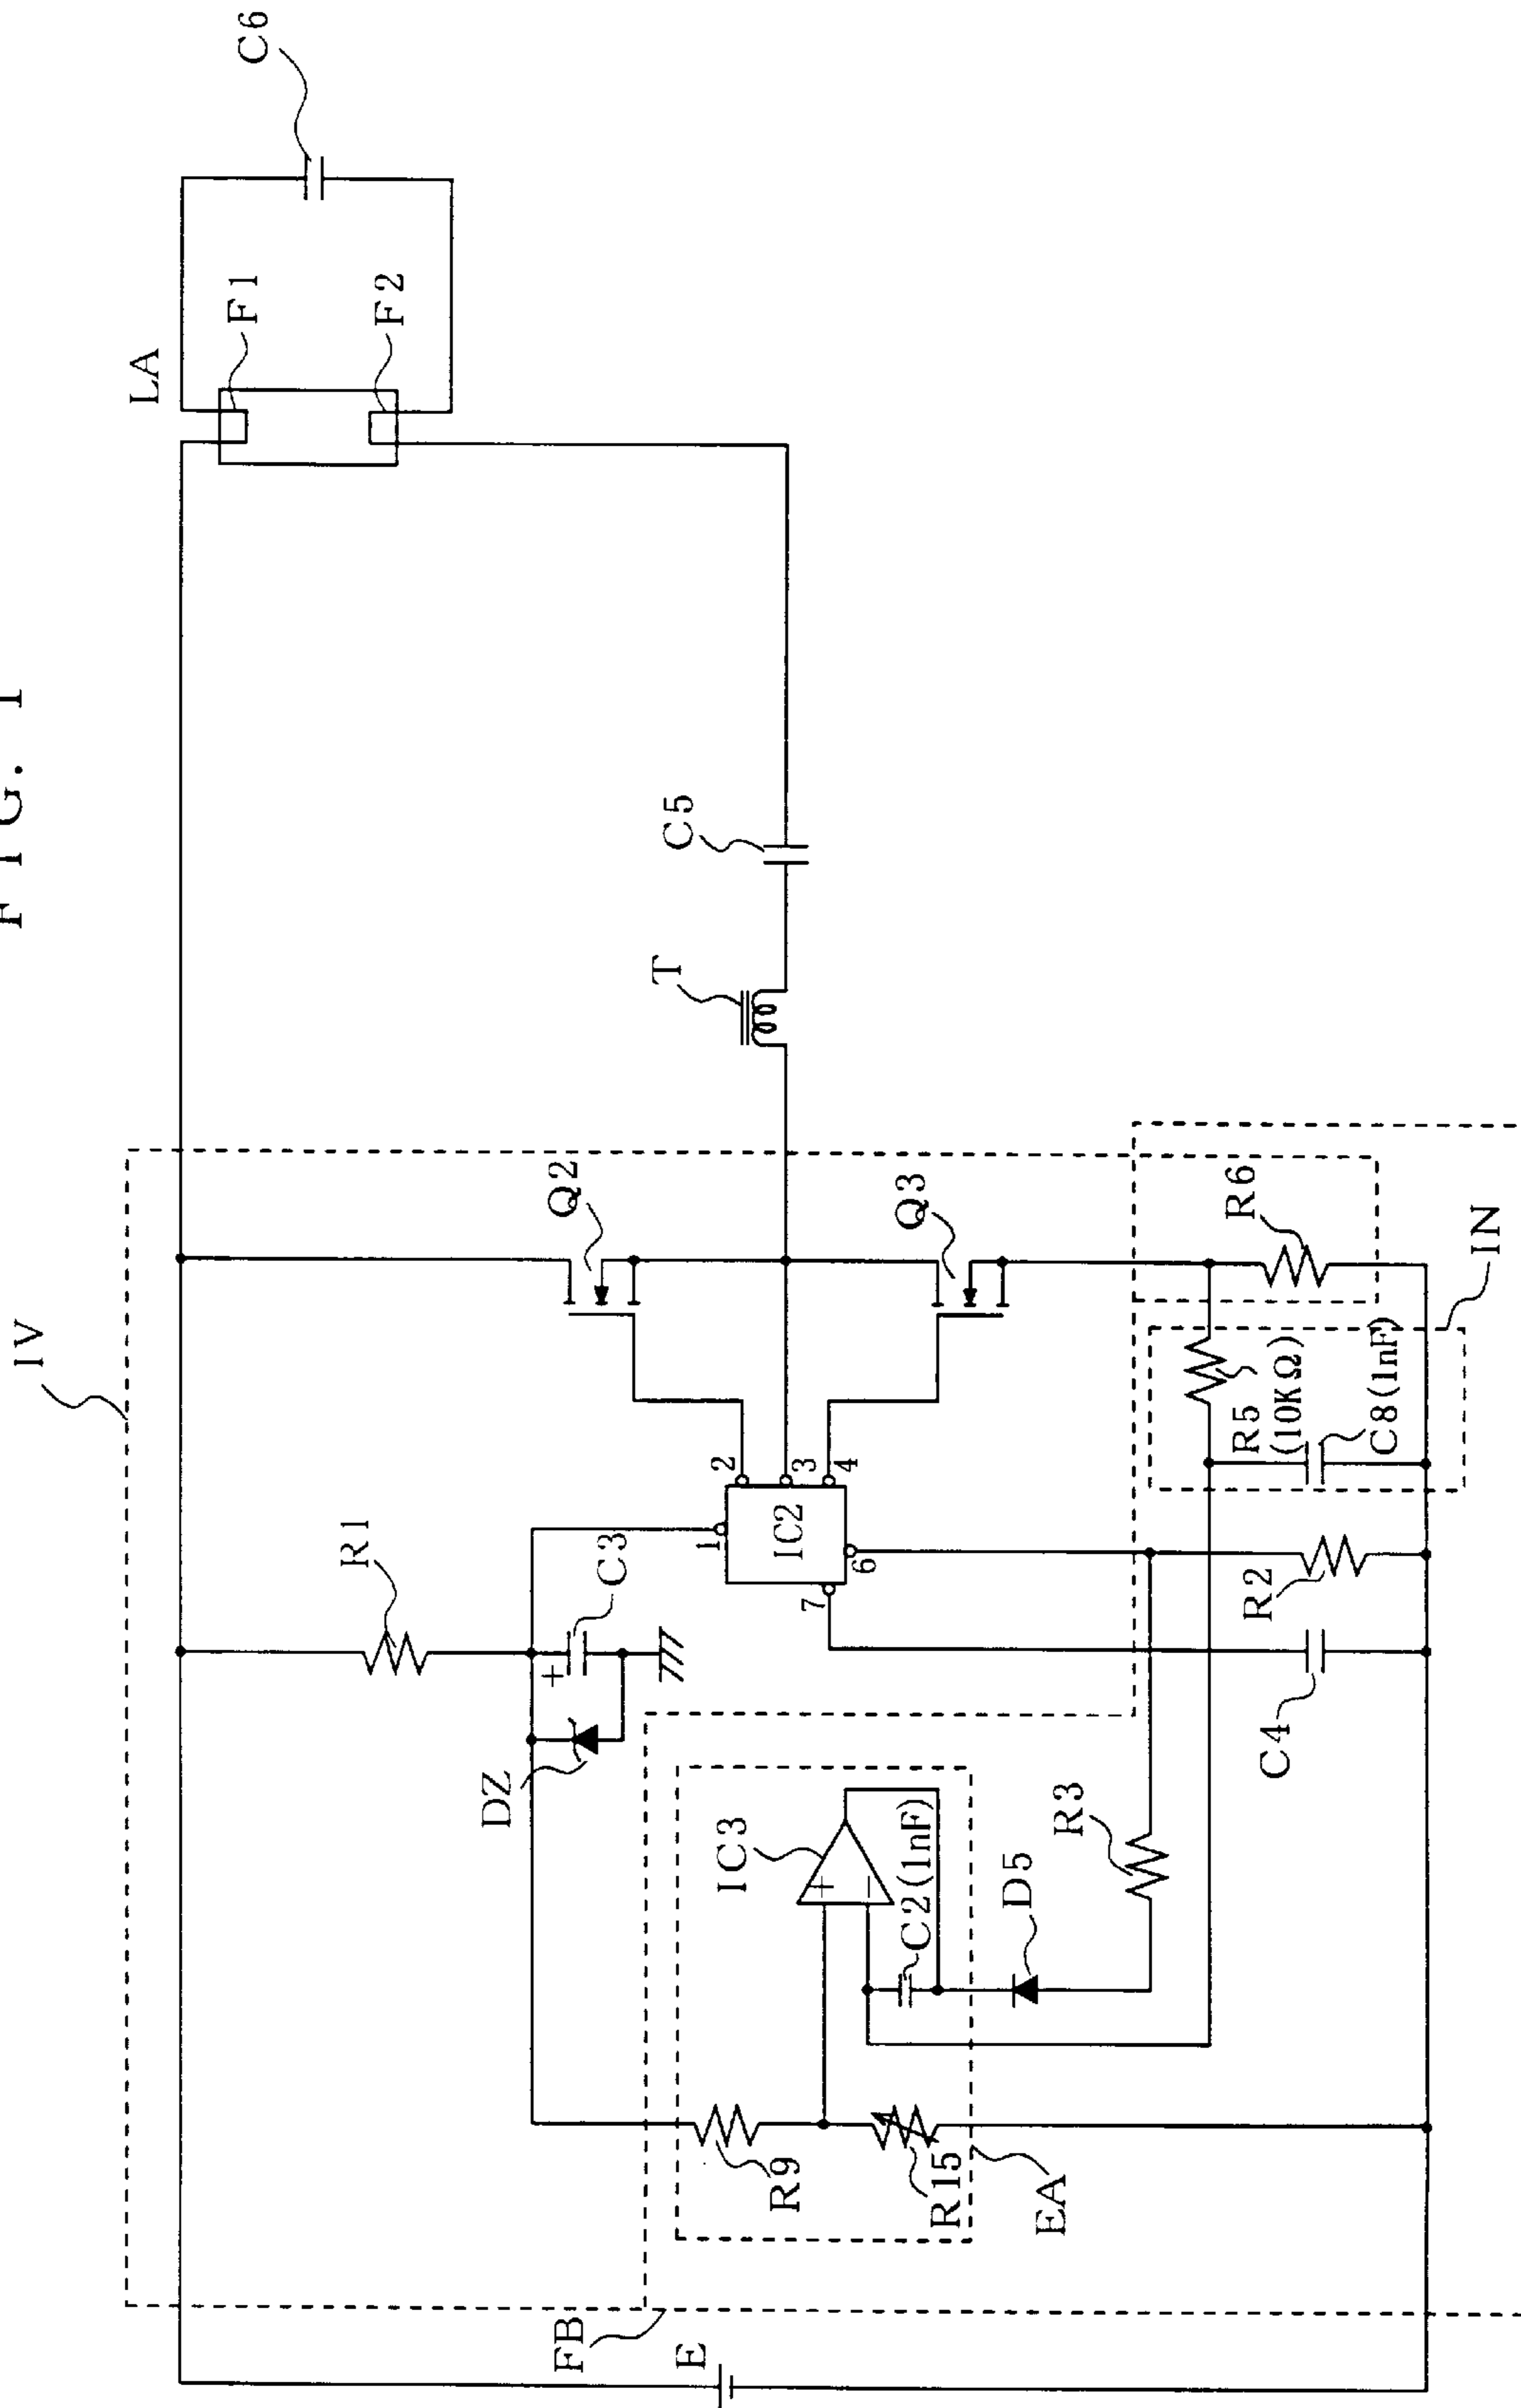 FIG. 1
C6
LA
F1
F2
IV
C5
T
Q2
Q3
R6
IN
R5
(10KΩ)
C8(1nF)
R1
C3
+
DZ
1
2
3
4
IC2
6
7
R2
C4
IC3
+
−
C2(1nF)
D5
R3
R9
R15
EA
FB
E